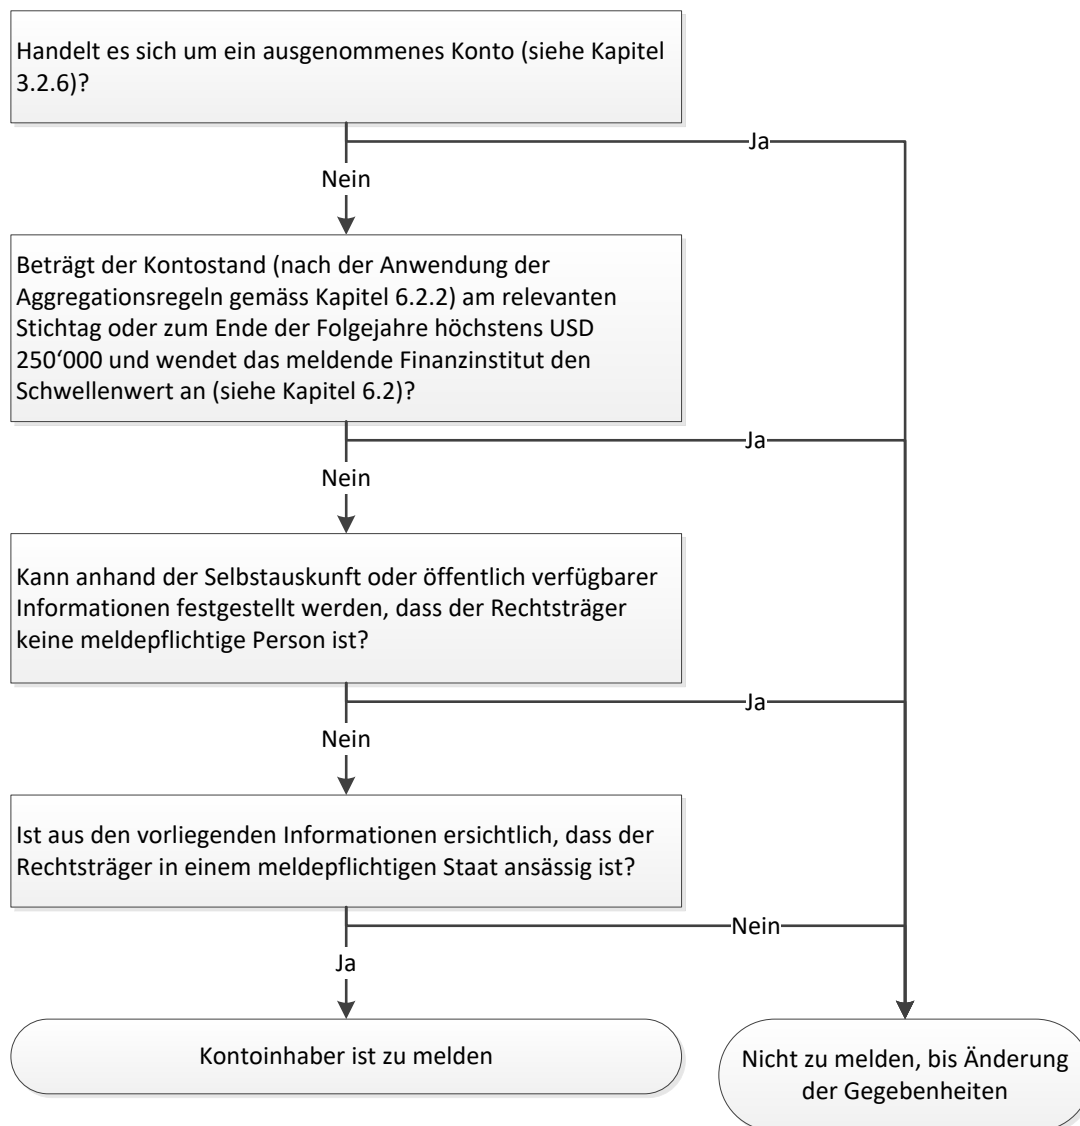 Handelt es sich um ein ausgenommenes Konto (siehe Kapitel
3.2.6)?
Ja
Nein
Beträgt der Kontostand (nach der Anwendung der
Aggregationsregeln gemäss Kapitel 6.2.2) am relevanten
Stichtag oder zum Ende der Folgejahre höchstens USD
250‘000 und wendet das meldende Finanzinstitut den
Schwellenwert an (siehe Kapitel 6.2)?
Ja
Nein
Kann anhand der Selbstauskunft oder öffentlich verfügbarer
Informationen festgestellt werden, dass der Rechtsträger
keine meldepflichtige Person ist?
Ja
Nein
Ist aus den vorliegenden Informationen ersichtlich, dass der
Rechtsträger in einem meldepflichtigen Staat ansässig ist?
Nein
Ja
Kontoinhaber ist zu melden
Nicht zu melden, bis Änderung
der Gegebenheiten